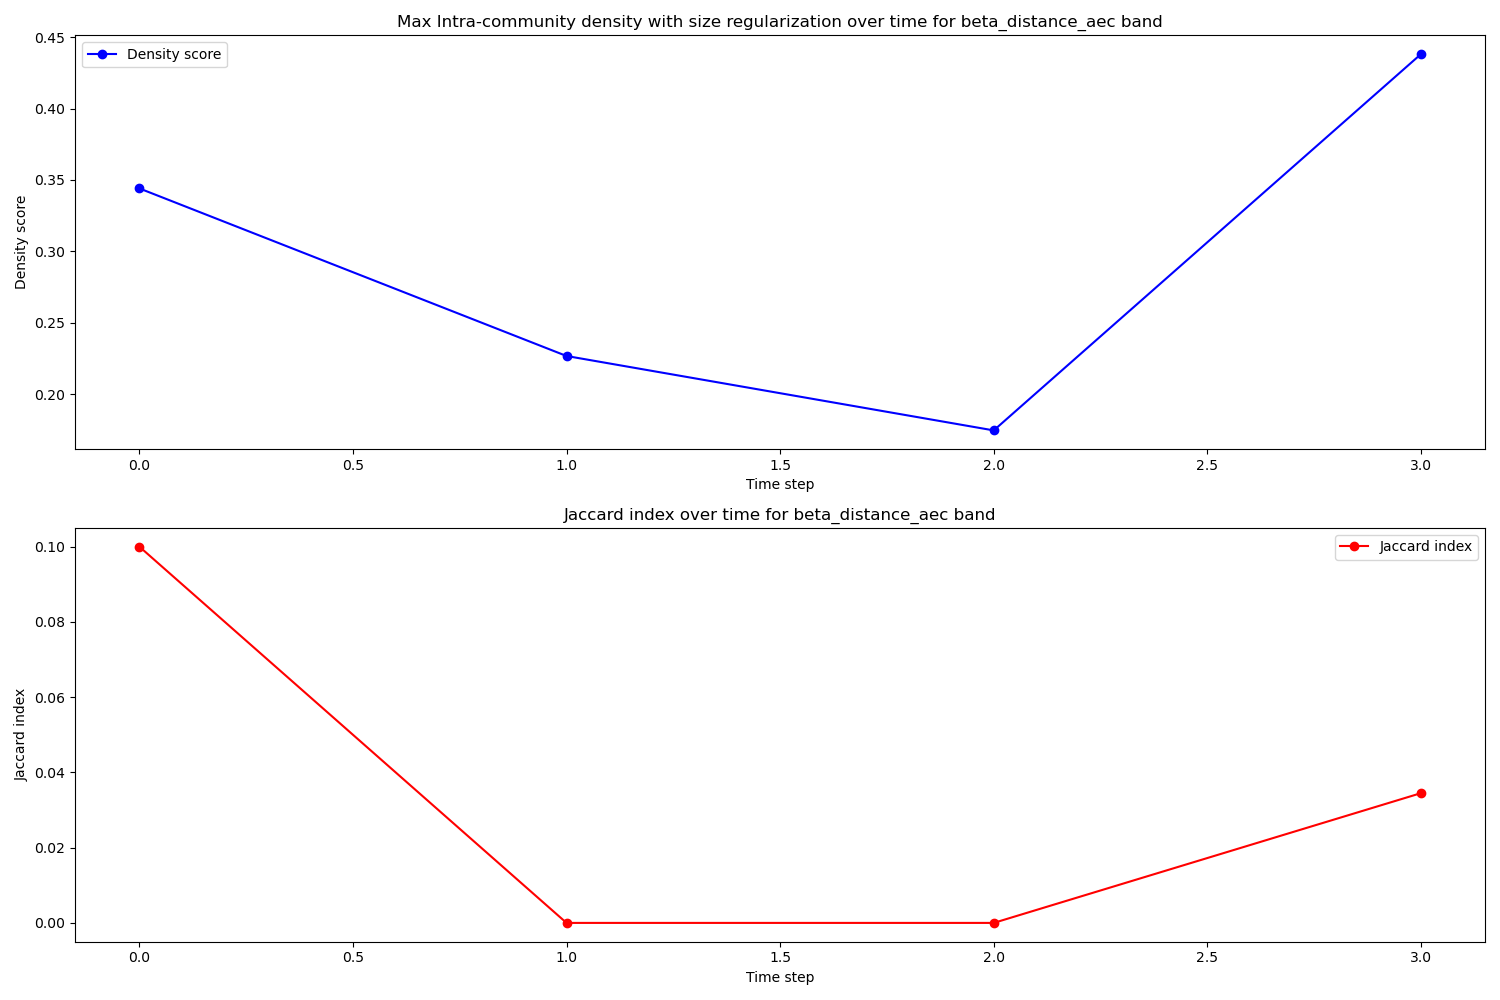 Max Intra-community density with size regularization over time for beta_distance_aec band
Density score
Density score
0.45
0.40
0.35
0.30
0.25
0.20
0.0 0.5 1.0 1.5 2.0 2.5 3.0
Time step
Jaccard index over time for beta_distance_aec band
Jaccard index
Jaccard index
0.10
0.08
0.06
0.04
0.02
0.00
0.0 0.5 1.0 1.5 2.0 2.5 3.0
Time step